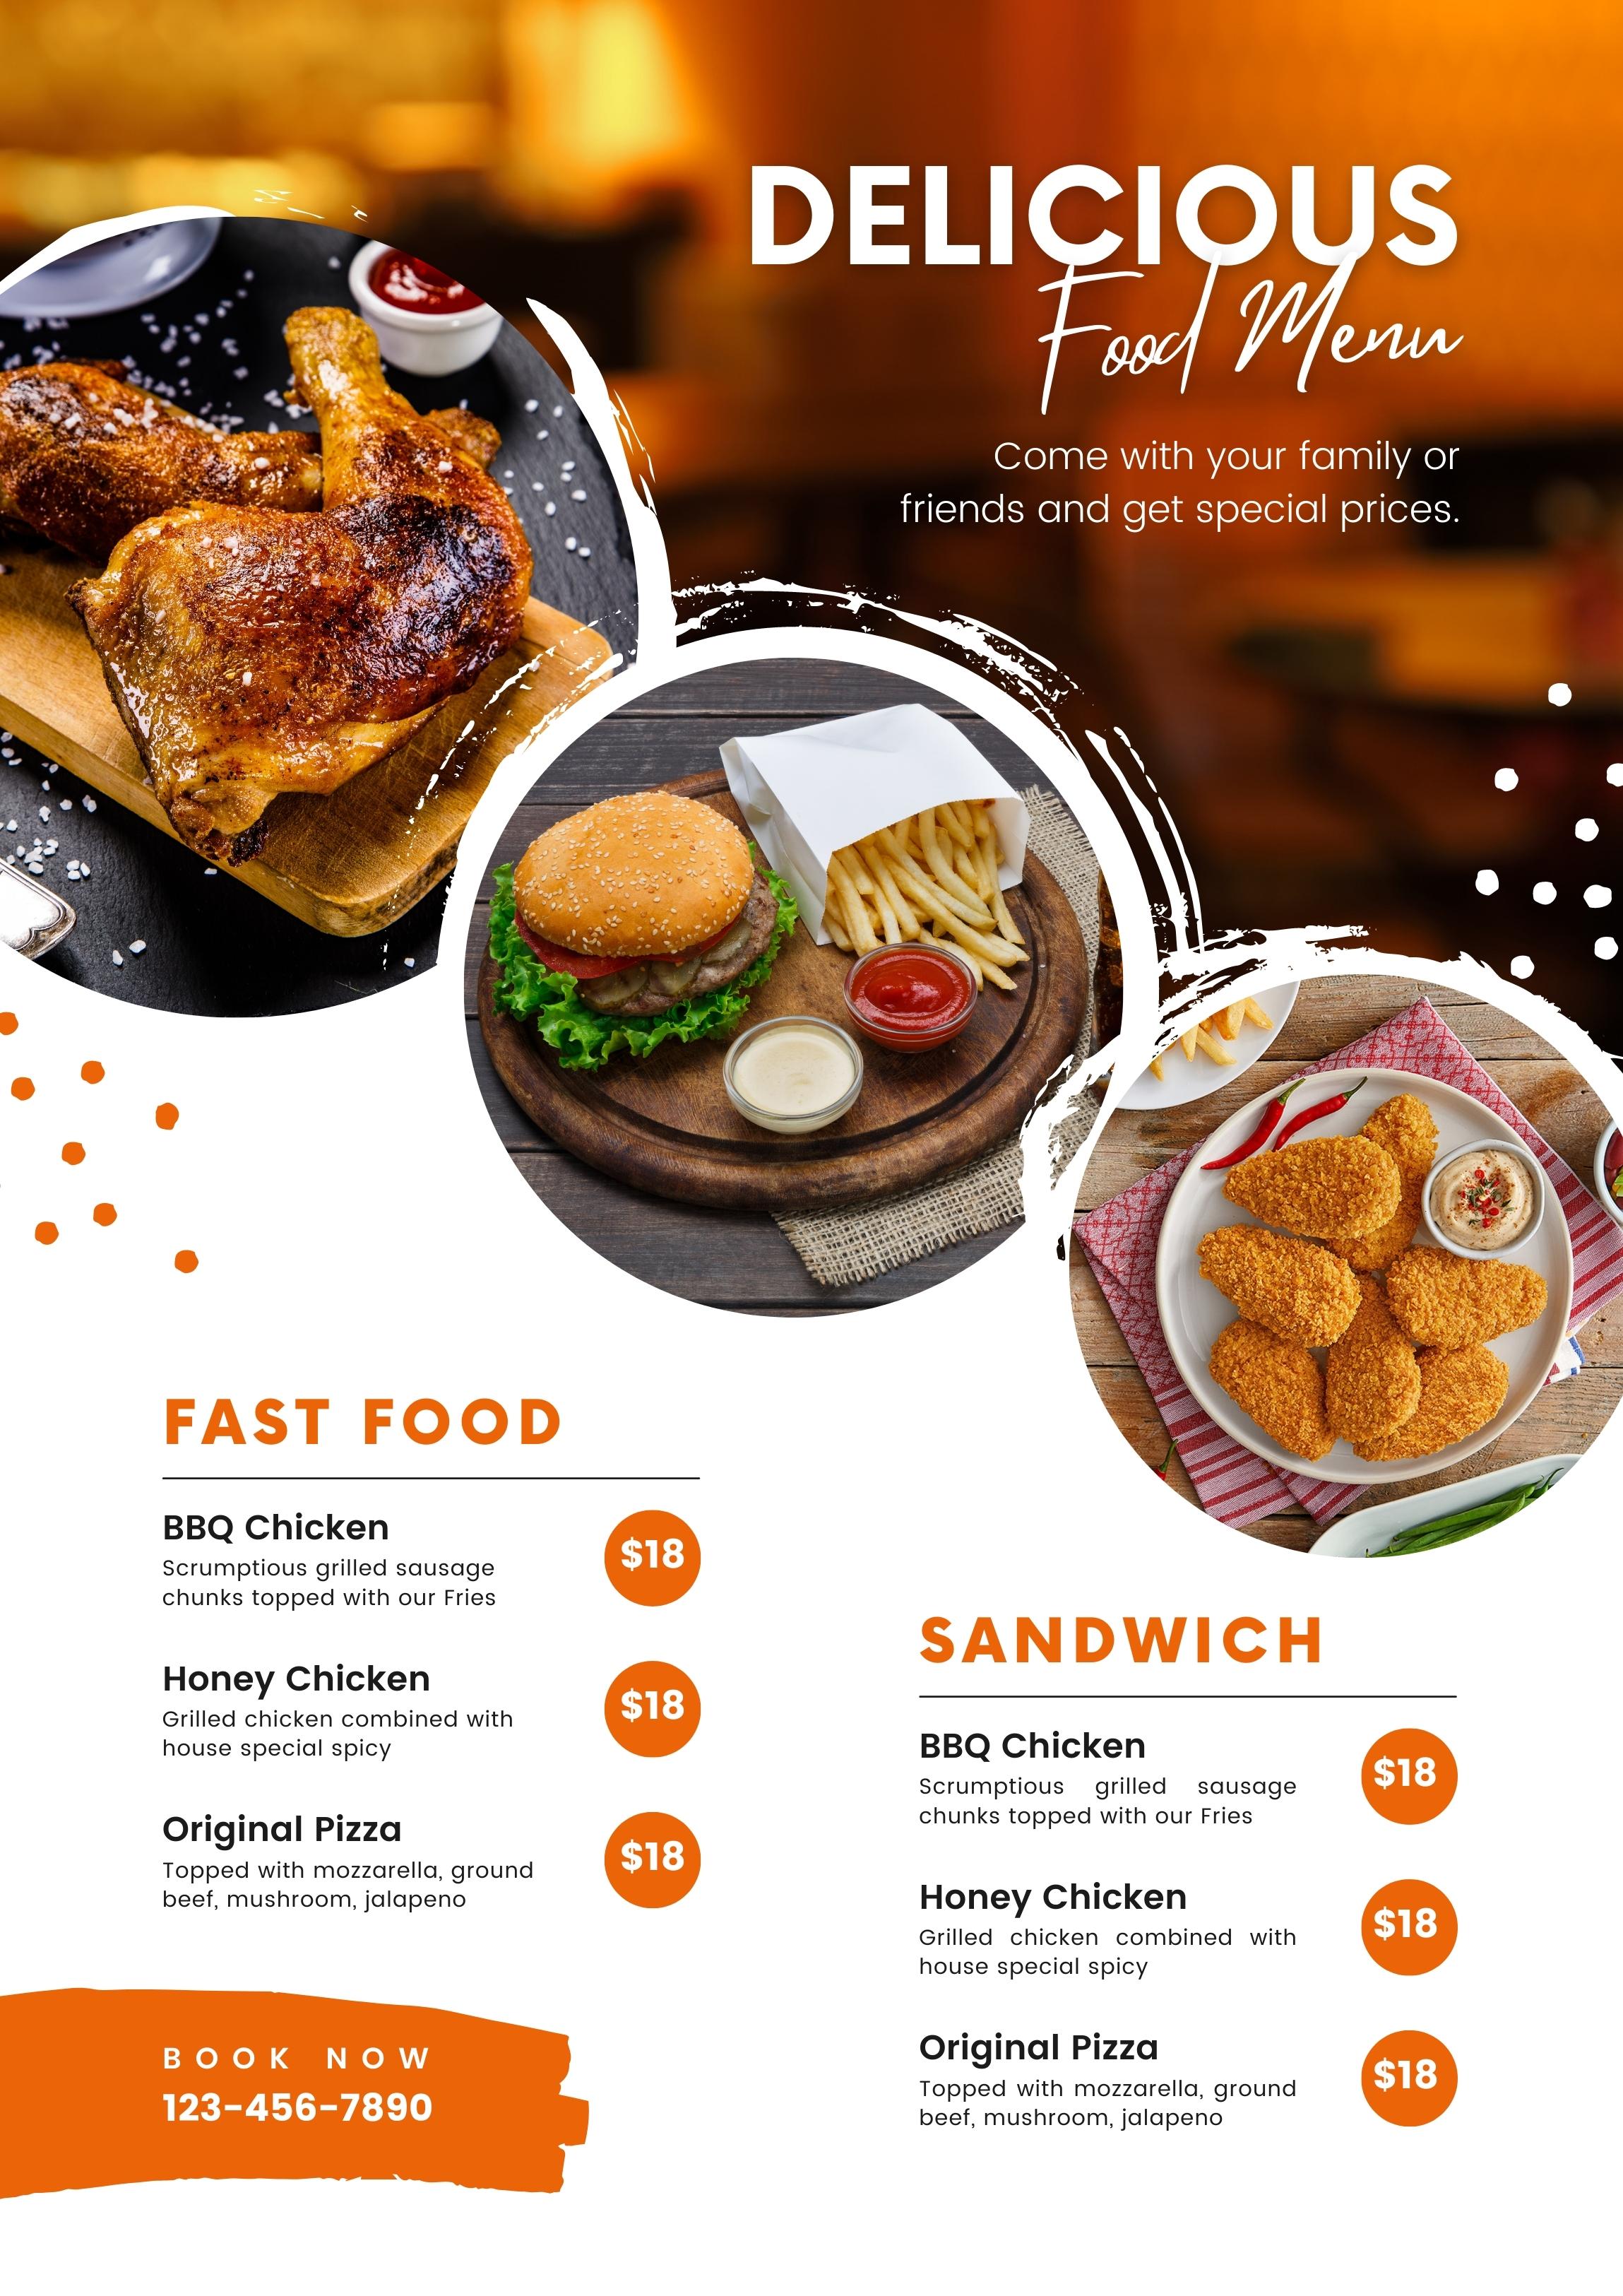 DELICIOUS
Food Menu
Come with your family or
friends and get special prices.
FAST FOOD
BBQ Chicken
Scrumptious grilled sausage
chunks topped with our Fries
$18
Honey Chicken
Grilled chicken combined with
house special spicy
$18
Original Pizza
Topped with mozzarella, ground
beef, mushroom, jalapeno
$18
BOOK NOW
123-456-7890
SANDWICH
BBQ Chicken
Scrumptious grilled sausage
chunks topped with our Fries
$18
Honey Chicken
Grilled chicken combined with
house special spicy
$18
Original Pizza
Topped with mozzarella, ground
beef, mushroom, jalapeno
$18